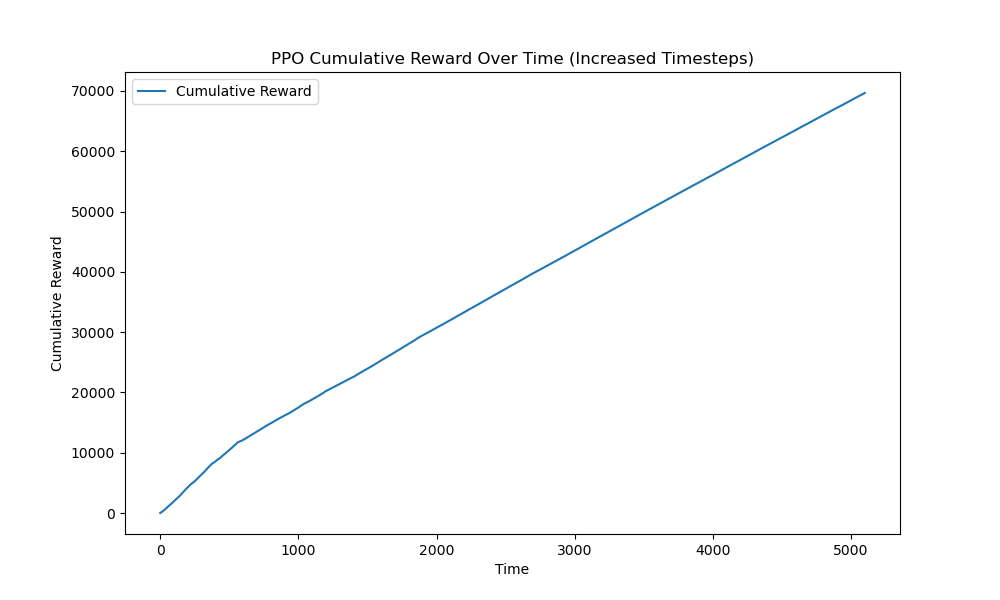 PPO Cumulative Reward Over Time (Increased Timesteps)
Cumulative Reward
70000
60000
50000
40000
30000
20000
10000
0
Cumulative Reward
0 1000 2000 3000 4000 5000
Time